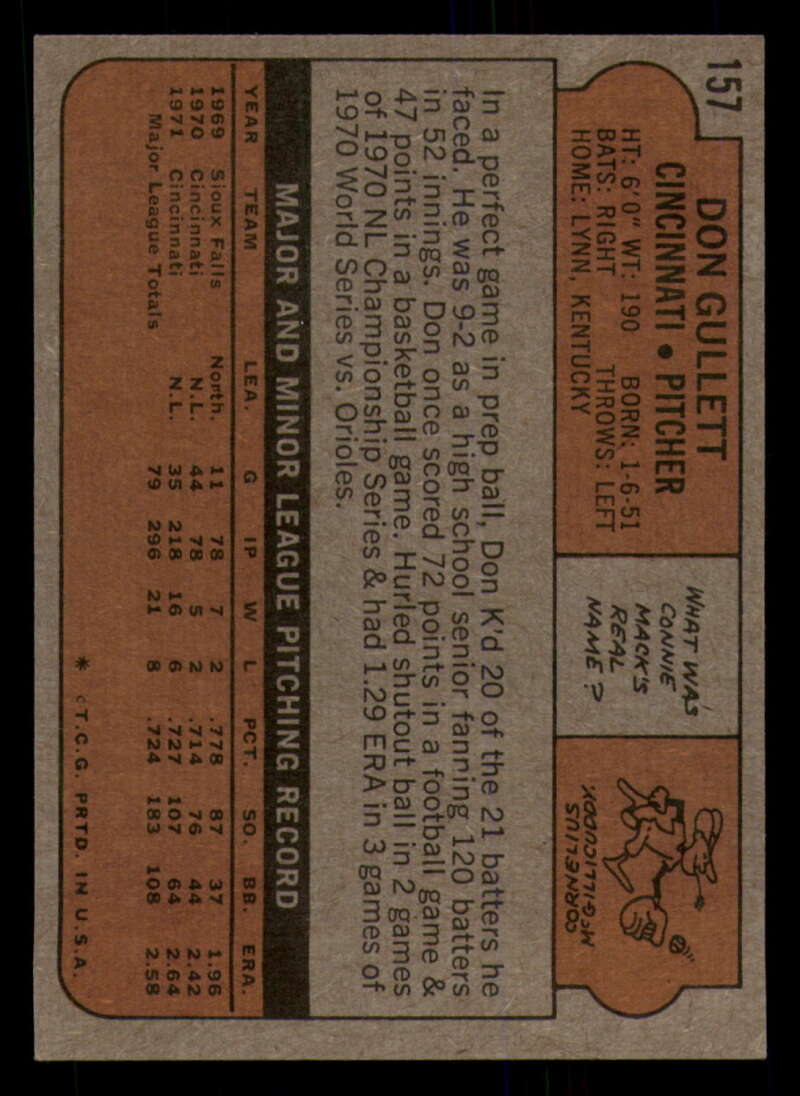 157
DON GULLETT
CINCINNATI • PITCHER
HT: 6'0" WT: 190 BORN: 1-6-51
BATS: RIGHT THROWS: LEFT
HOME: LYNN, KENTUCKY
WHAT WAS
CONNIE
MACK'S
REAL
NAME?
CORNELIUS
McGILLICUDDY
In a perfect game in prep ball, Don K'd 20 of the 21 batters he
faced. He was 9-2 as a high school senior fanning 120 batters
in 52 innings. Don once scored 72 points in a football game &
47 points in a basketball game. Hurled shutout ball in 2 games
of 1970 NL Championship Series & had 1.29 ERA in 3 games of
1970 World Series vs. Orioles.
MAJOR AND MINOR LEAGUE PITCHING RECORD
YEAR TEAM LEA. G IP W L PCT. SO. BB. ERA.
1969 Sioux Falls North. 11 78 7 2 .778 87 37 1.96
1970 Cincinnati N.L. 44 78 5 2 .714 76 44 2.42
1971 Cincinnati N.L. 35 218 16 6 .727 107 64 2.64
Major League Totals 79 296 21 8 .724 183 108 2.58
* ©T.C.G. PRTD. IN U.S.A.